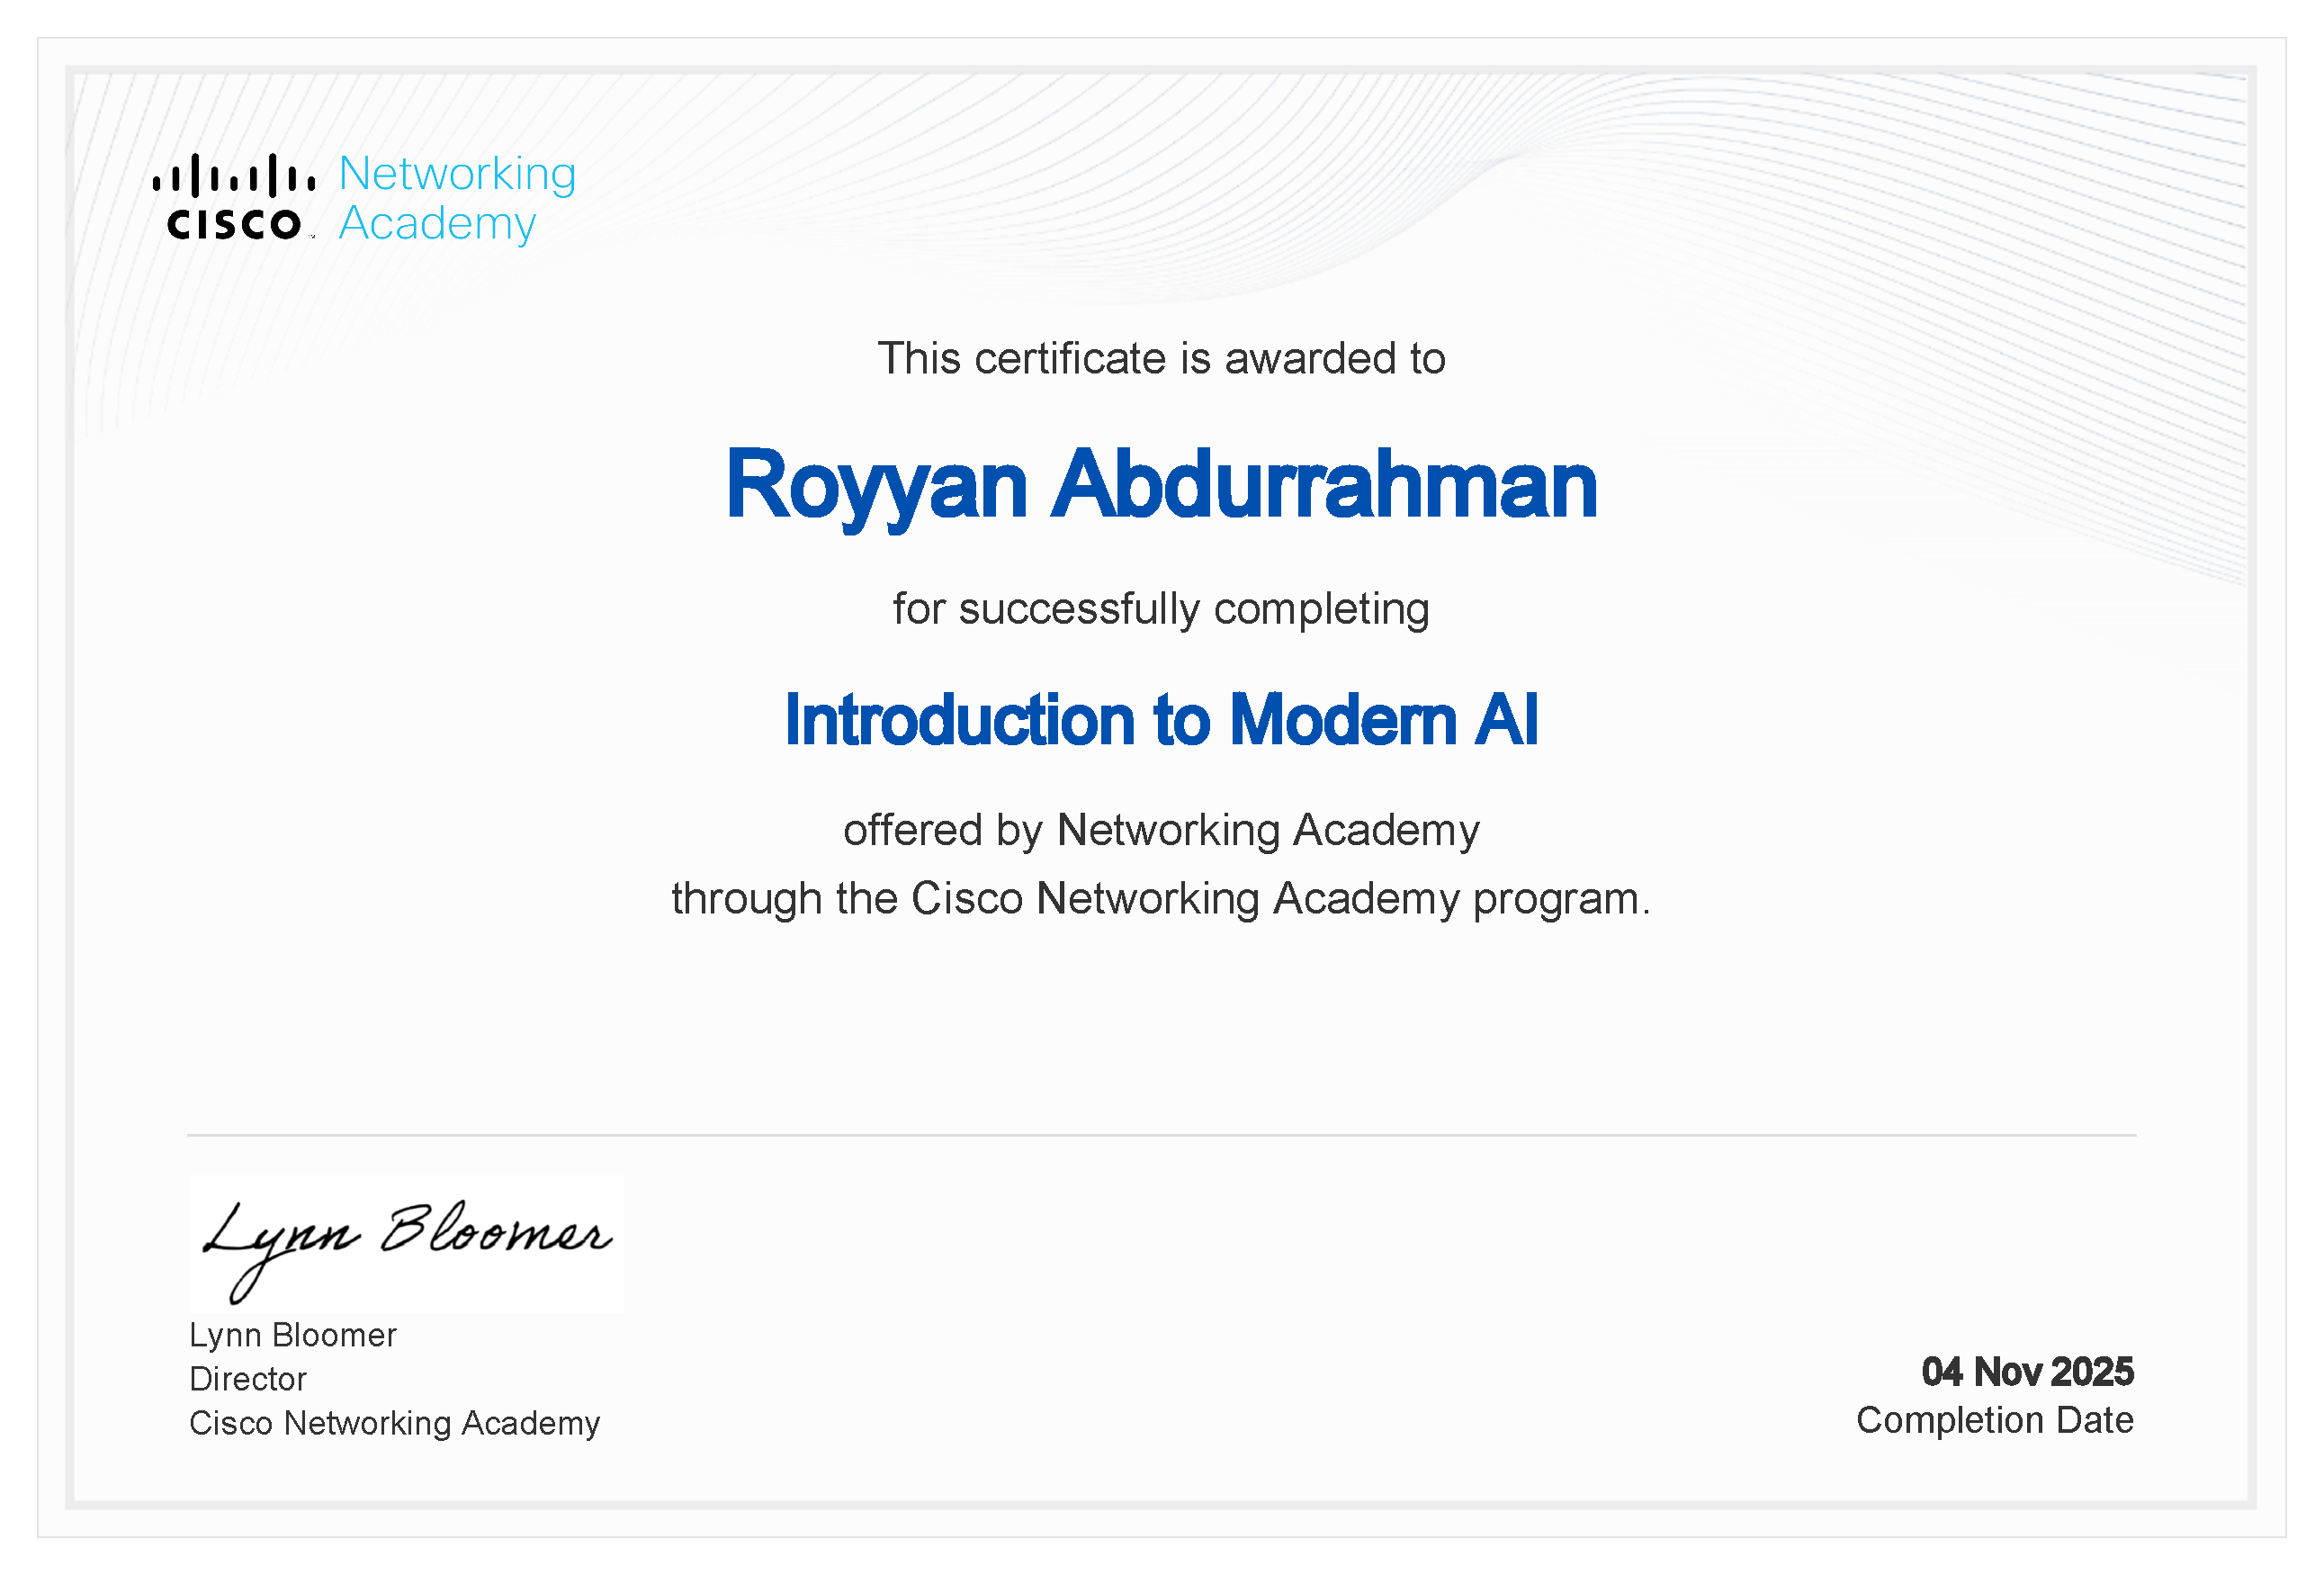 Networking
CISCO™ Academy
This certificate is awarded to
Royyan Abdurrahman
for successfully completing
Introduction to Modern AI
offered by Networking Academy
through the Cisco Networking Academy program.
Lynn Bloomer
Lynn Bloomer
Director
Cisco Networking Academy
04 Nov 2025
Completion Date